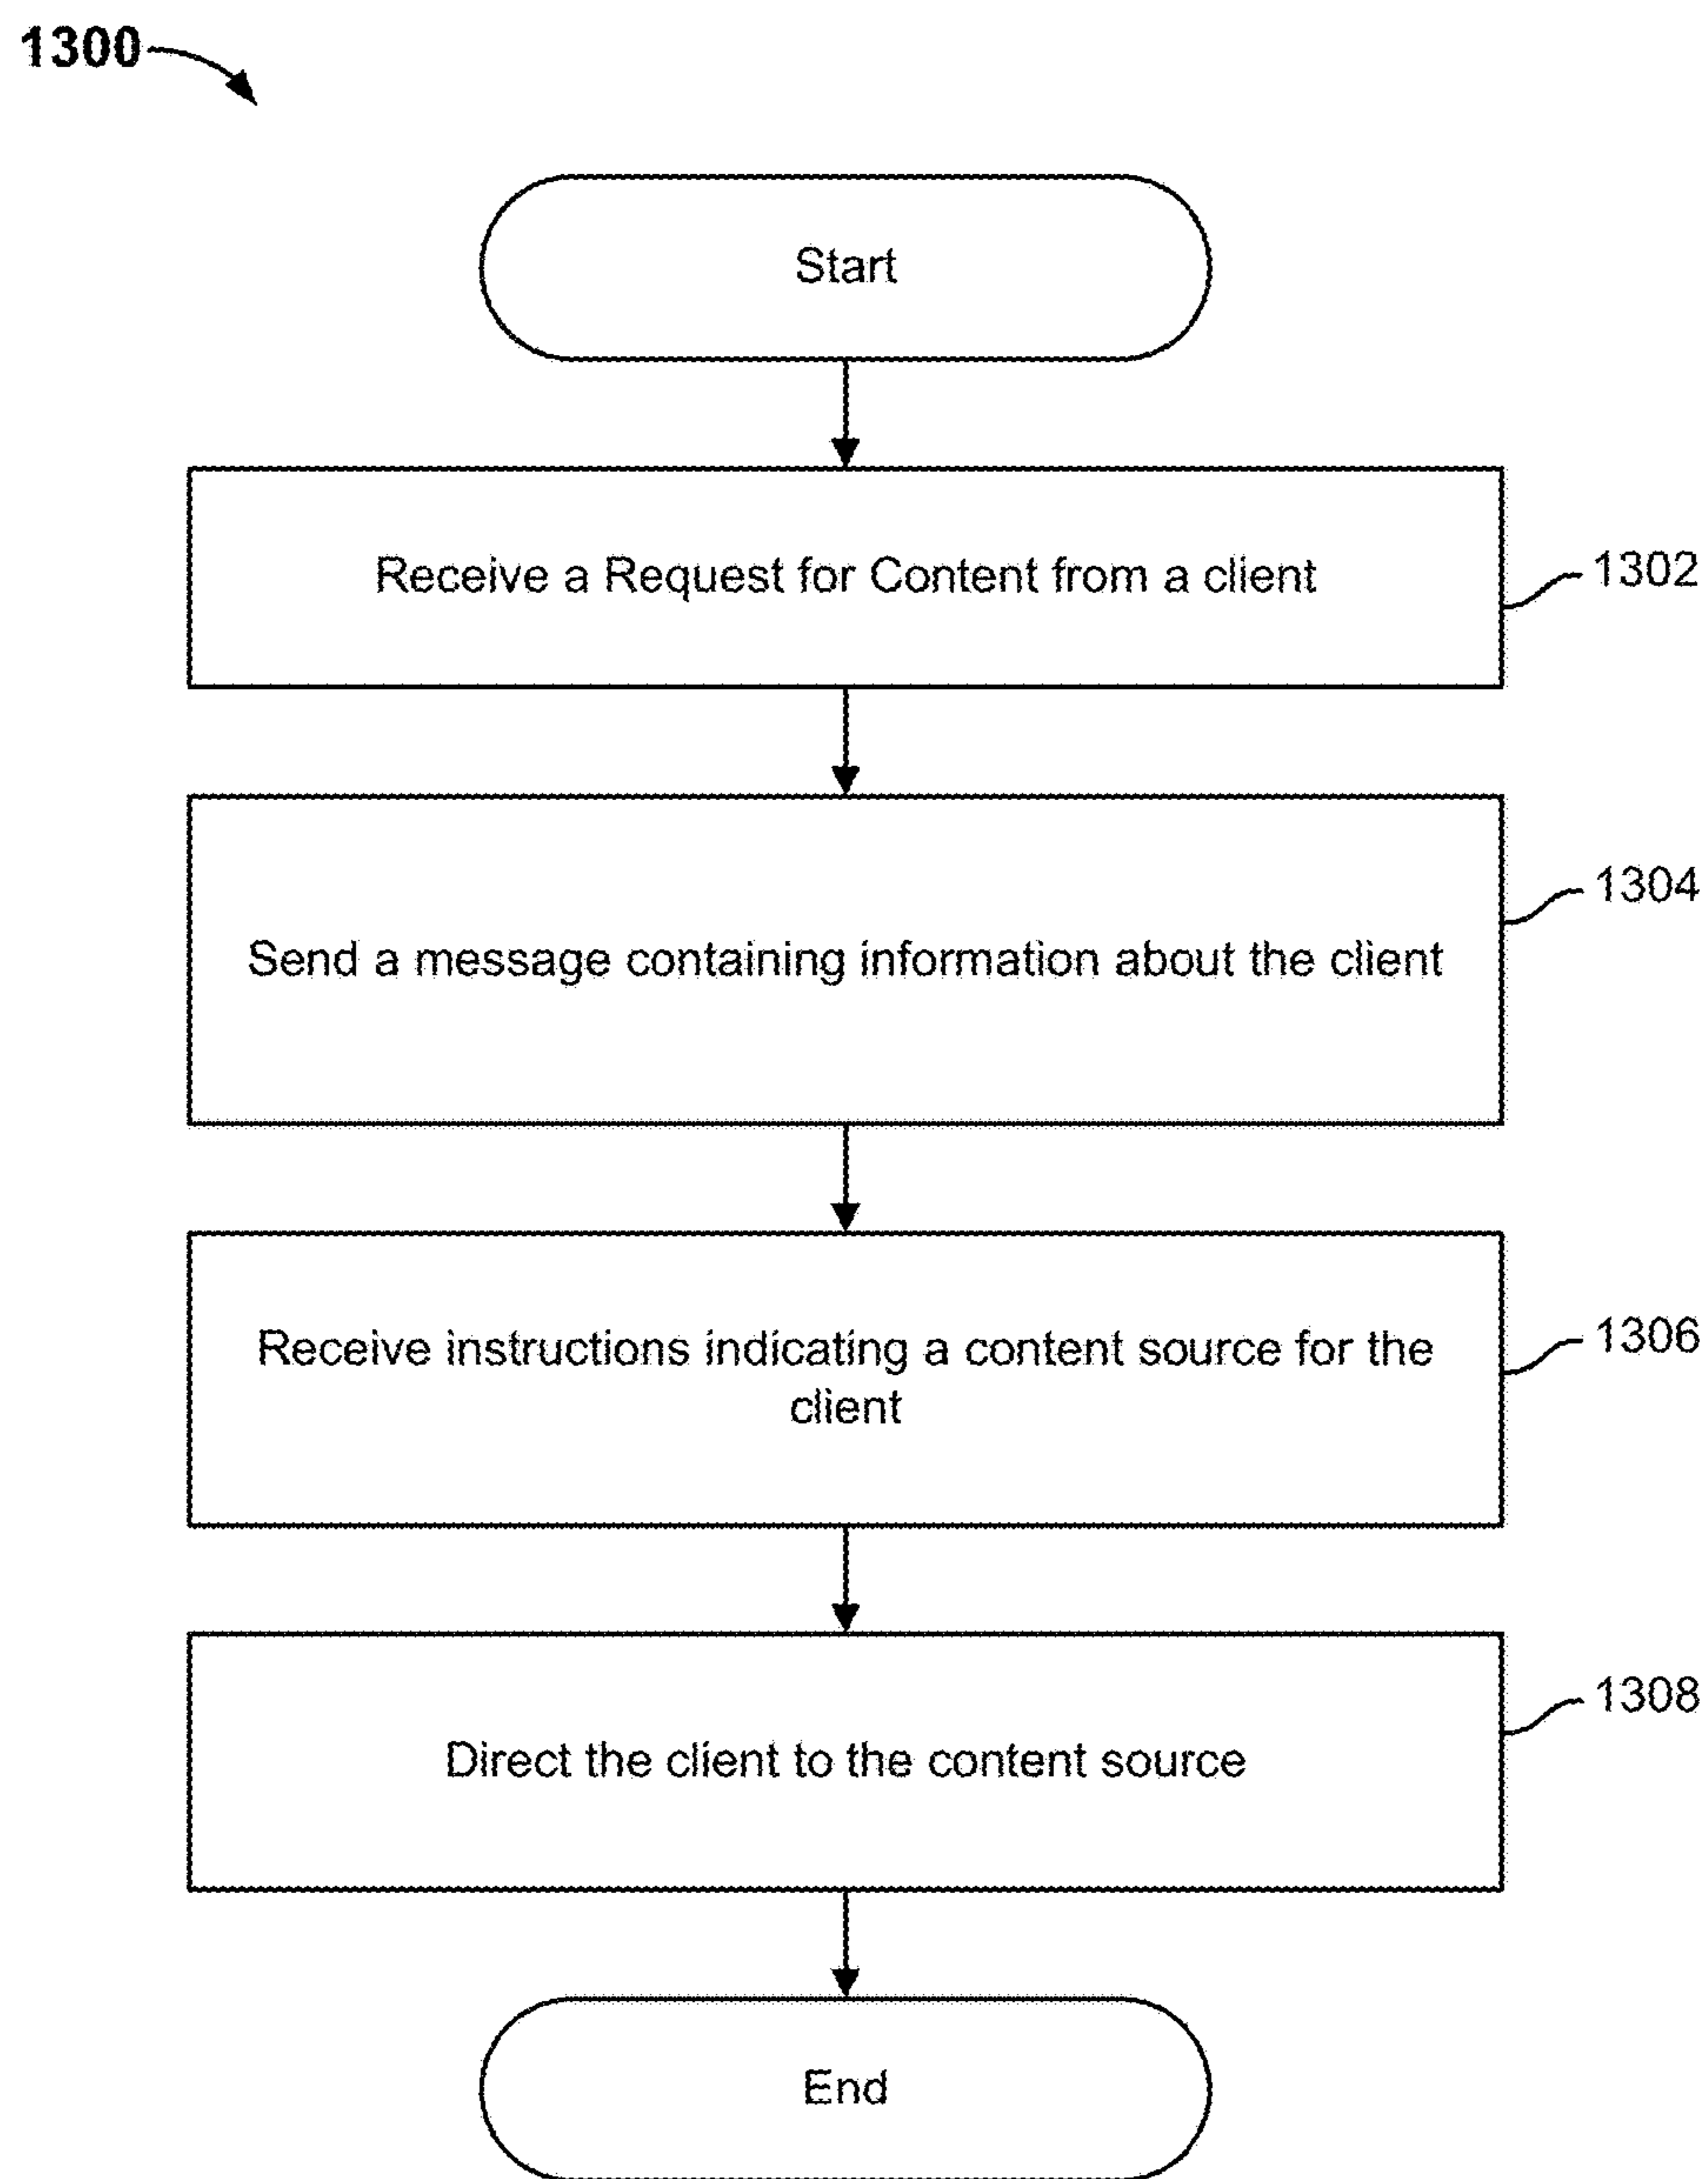 1300
Start
Receive a Request for Content from a client
1302
1304
Send a message containing information about the client
1306
Receive instructions indicating a content source for the
client
1308
Direct the client to the content source
End